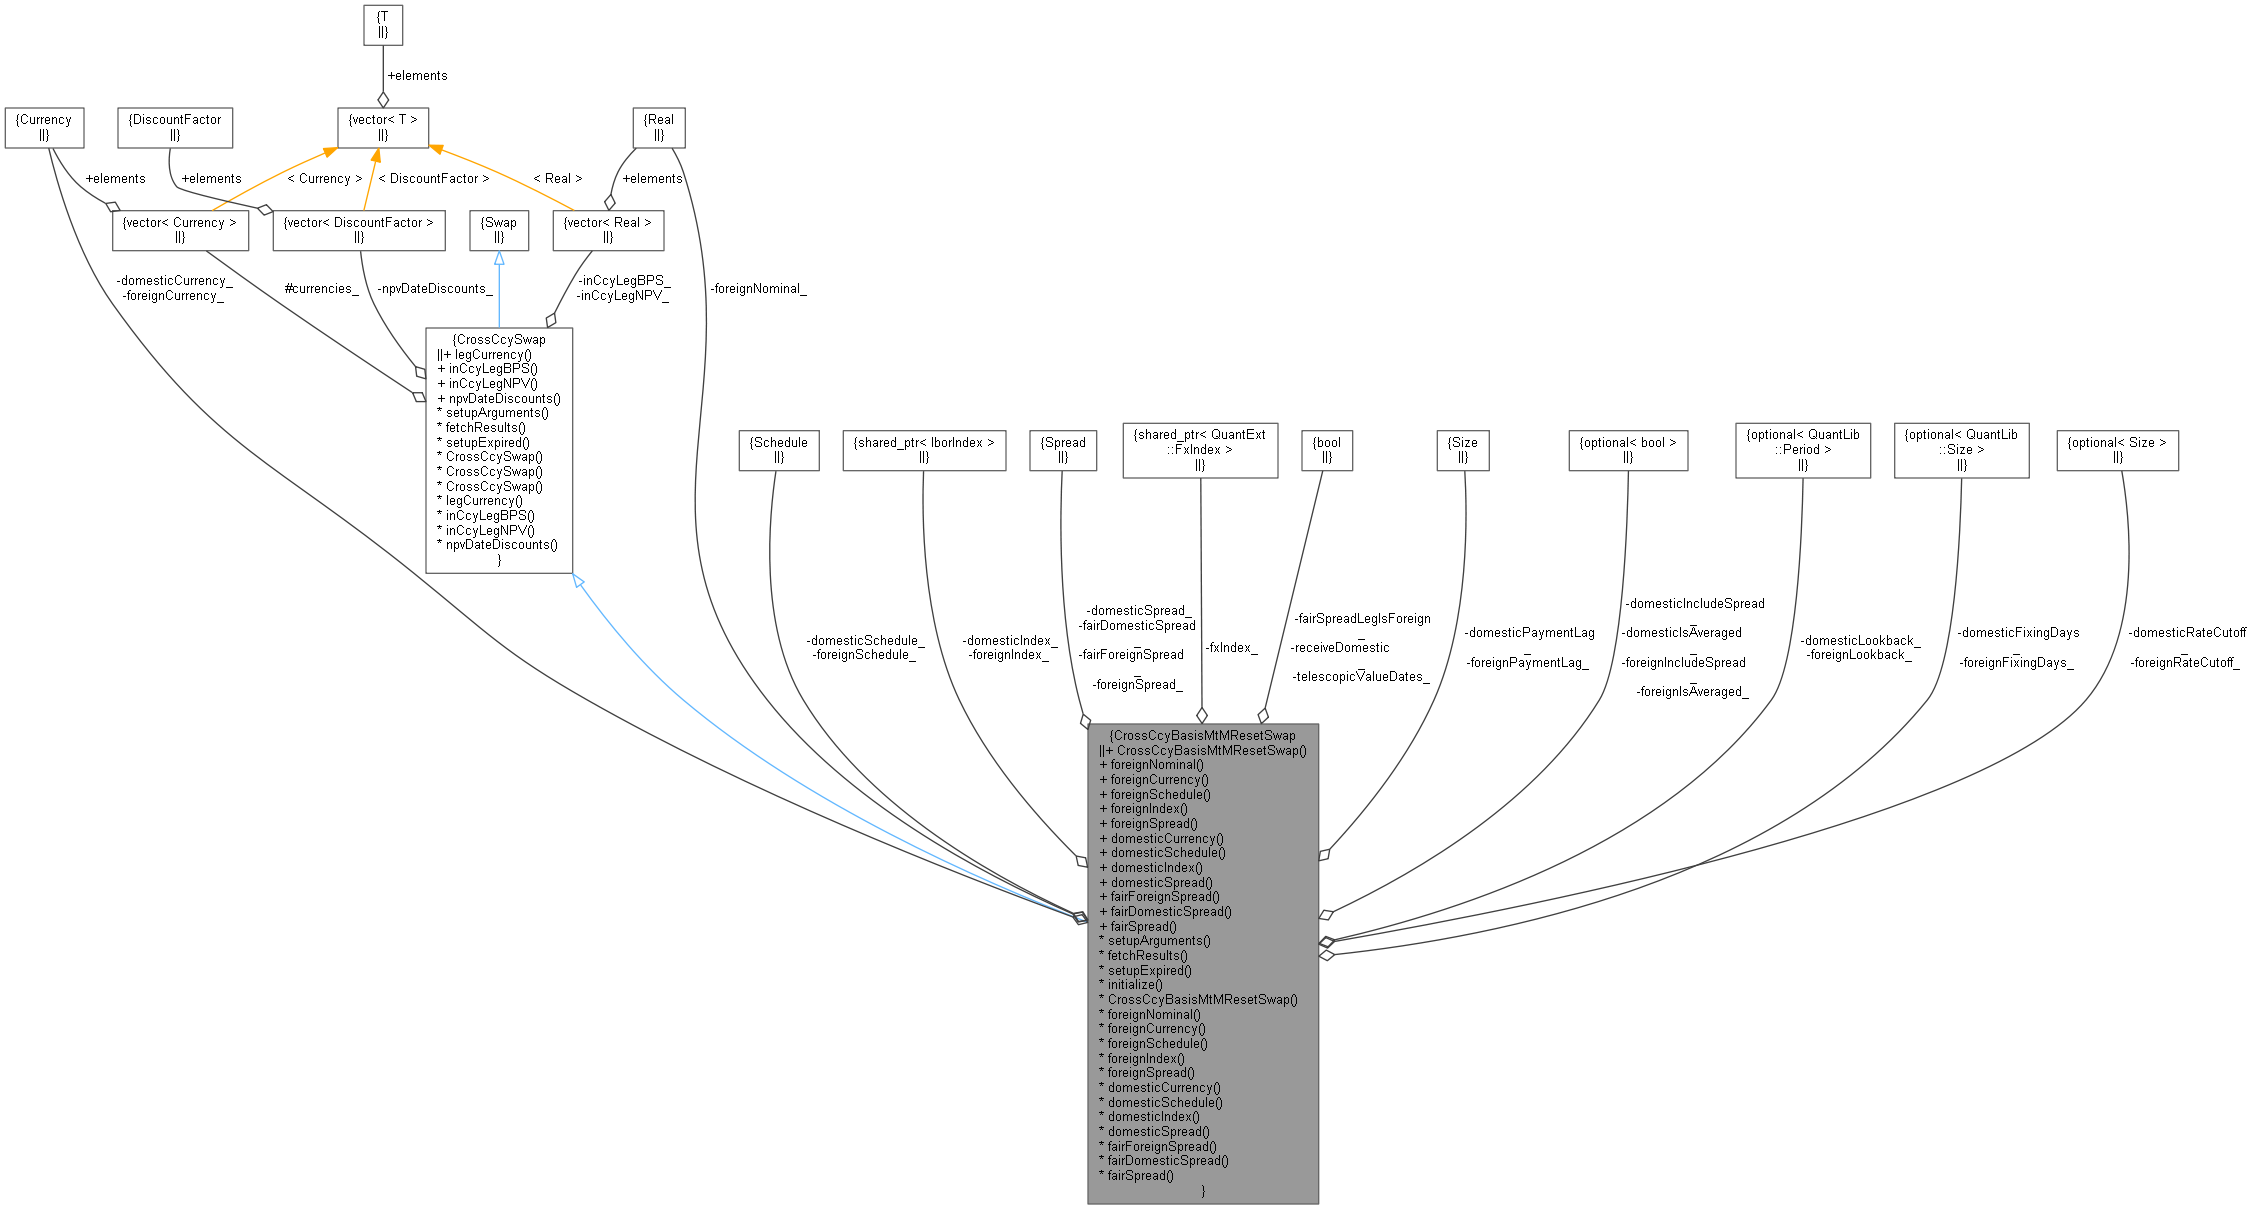 {T
||}
+elements
{Currency
||}
{DiscountFactor
||}
{vector< T >
||}
{Real
||}
+elements
+elements
< Currency >
< DiscountFactor >
< Real >
+elements
{vector< Currency >
||}
{vector< DiscountFactor >
||}
{Swap
||}
{vector< Real >
||}
-domesticCurrency_
-foreignCurrency_
#currencies_
-npvDateDiscounts_
-inCcyLegBPS_
-inCcyLegNPV_
-foreignNominal_
{CrossCcySwap
||+ legCurrency()
+ inCcyLegBPS()
+ inCcyLegNPV()
+ npvDateDiscounts()
* setupArguments()
* fetchResults()
* setupExpired()
* CrossCcySwap()
* CrossCcySwap()
* CrossCcySwap()
* legCurrency()
* inCcyLegBPS()
* inCcyLegNPV()
* npvDateDiscounts()
}
{Schedule
||}
{shared_ptr< IborIndex >
||}
{Spread
||}
{shared_ptr< QuantExt
::FxIndex >
||}
{bool
||}
{Size
||}
{optional< bool >
||}
{optional< QuantLib
::Period >
||}
{optional< QuantLib
::Size >
||}
{optional< Size >
||}
-domesticSchedule_
-foreignSchedule_
-domesticIndex_
-foreignIndex_
-domesticSpread_
-fairDomesticSpread
_
-fairForeignSpread
_
-foreignSpread_
-fxIndex_
-fairSpreadLegIsForeign
_
-receiveDomestic
_
-telescopicValueDates_
-domesticPaymentLag
_
-foreignPaymentLag_
-domesticIncludeSpread
_
-domesticIsAveraged
_
-foreignIncludeSpread
_
-foreignIsAveraged_
-domesticLookback_
-foreignLookback_
-domesticFixingDays
_
-foreignFixingDays_
-domesticRateCutoff
_
-foreignRateCutoff_
{CrossCcyBasisMtMResetSwap
||+ CrossCcyBasisMtMResetSwap()
+ foreignNominal()
+ foreignCurrency()
+ foreignSchedule()
+ foreignIndex()
+ foreignSpread()
+ domesticCurrency()
+ domesticSchedule()
+ domesticIndex()
+ domesticSpread()
+ fairForeignSpread()
+ fairDomesticSpread()
+ fairSpread()
* setupArguments()
* fetchResults()
* setupExpired()
* initialize()
* CrossCcyBasisMtMResetSwap()
* foreignNominal()
* foreignCurrency()
* foreignSchedule()
* foreignIndex()
* foreignSpread()
* domesticCurrency()
* domesticSchedule()
* domesticIndex()
* domesticSpread()
* fairForeignSpread()
* fairDomesticSpread()
* fairSpread()
}